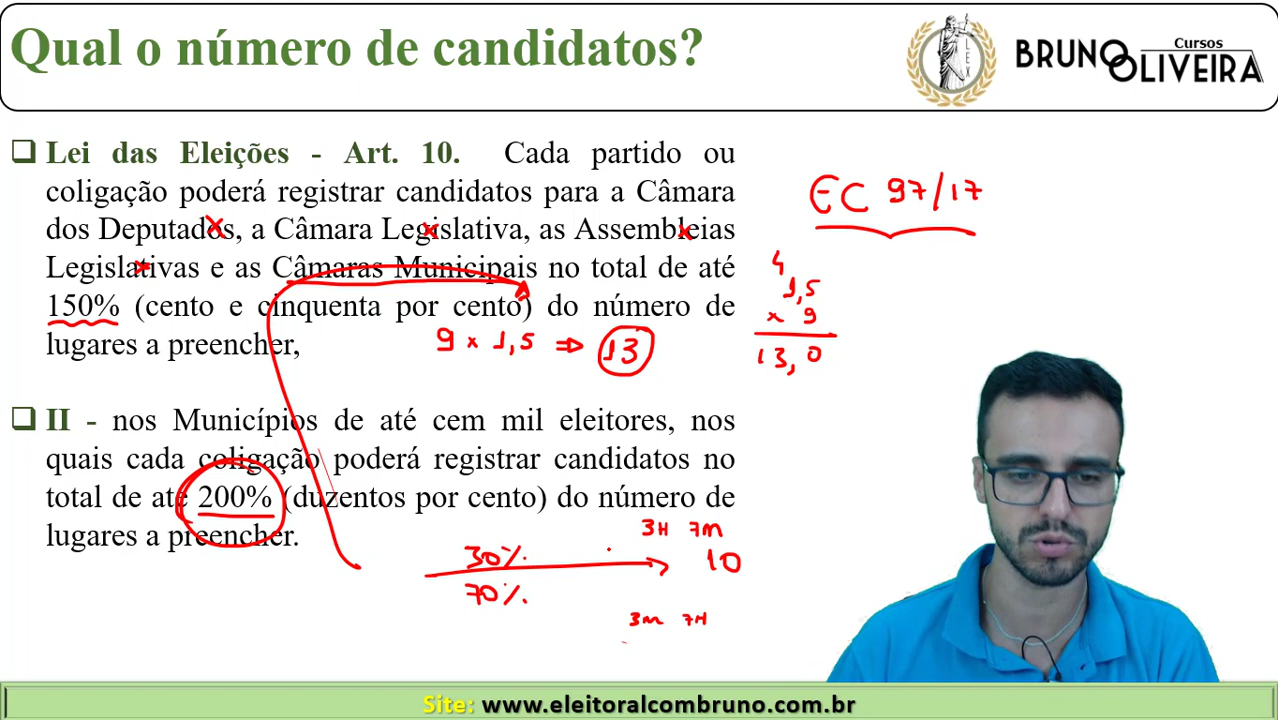 Qual o número de candidatos?
Cursos
BRUNO OLIVEIRA
❑ Lei das Eleições - Art. 10. Cada partido ou
coligação poderá registrar candidatos para a Câmara
dos Deputados, a Câmara Legislativa, as Assembleias
Legislativas e as Câmaras Municipais no total de até
150% (cento e cinquenta por cento) do número de
lugares a preencher,
EC 97/17
4
1,5
x 9
13,0
9 x 1,5 ⇒ 13
❑ II - nos Municípios de até cem mil eleitores, nos
quais cada coligação poderá registrar candidatos no
total de até 200% (duzentos por cento) do número de
lugares a preencher.
3H 7M
30% → 10
70%
3M 7H
Site: www.eleitoralcombruno.com.br